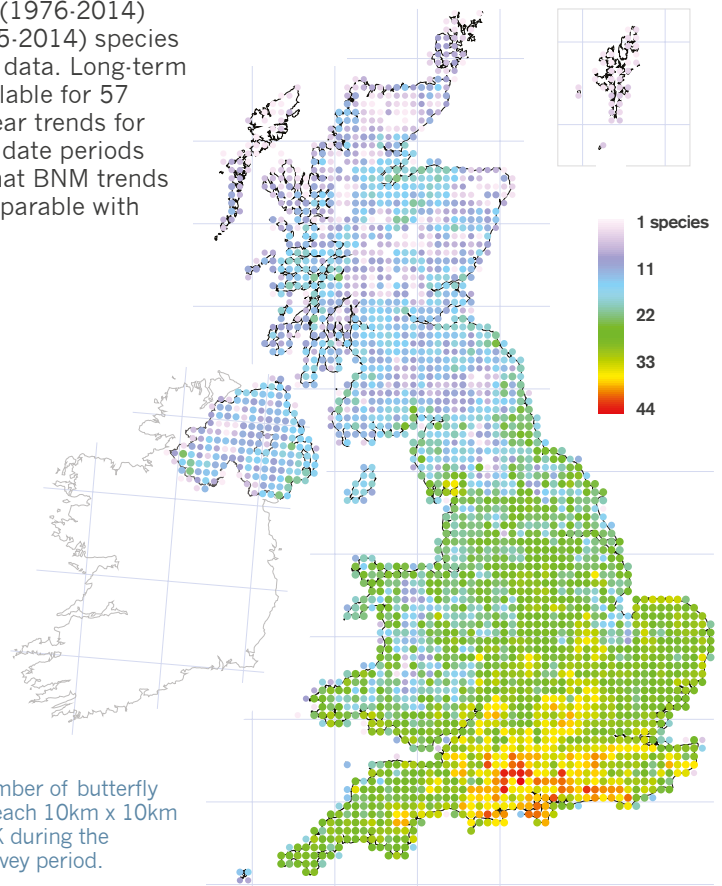 (1976-2014)
5-2014) species
data. Long-term
lable for 57
ear trends for
date periods
hat BNM trends
parable with
1 species
11
22
33
44
mber of butterfly
each 10km x 10km
K during the
vey period.